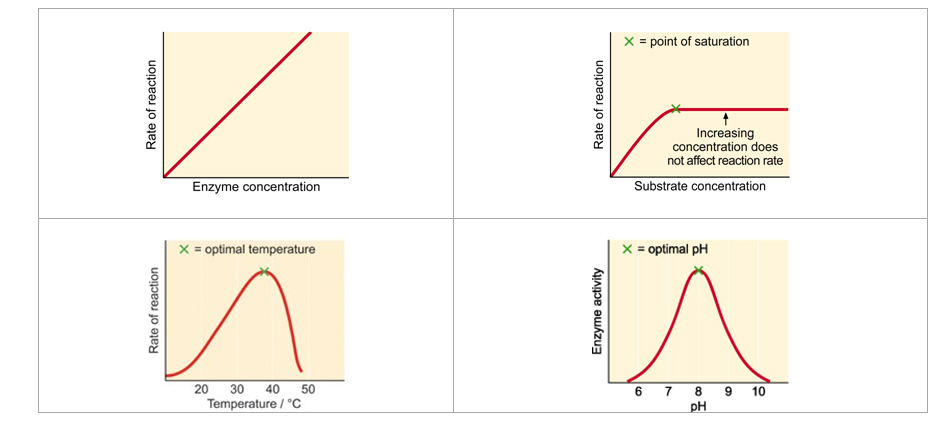 Rate of reaction
Enzyme concentration
× = point of saturation
Rate of reaction
Increasing
concentration does
not affect reaction rate
Substrate concentration
× = optimal temperature
Rate of reaction
20 30 40 50
Temperature / °C
× = optimal pH
Enzyme activity
6 7 8 9 10
pH